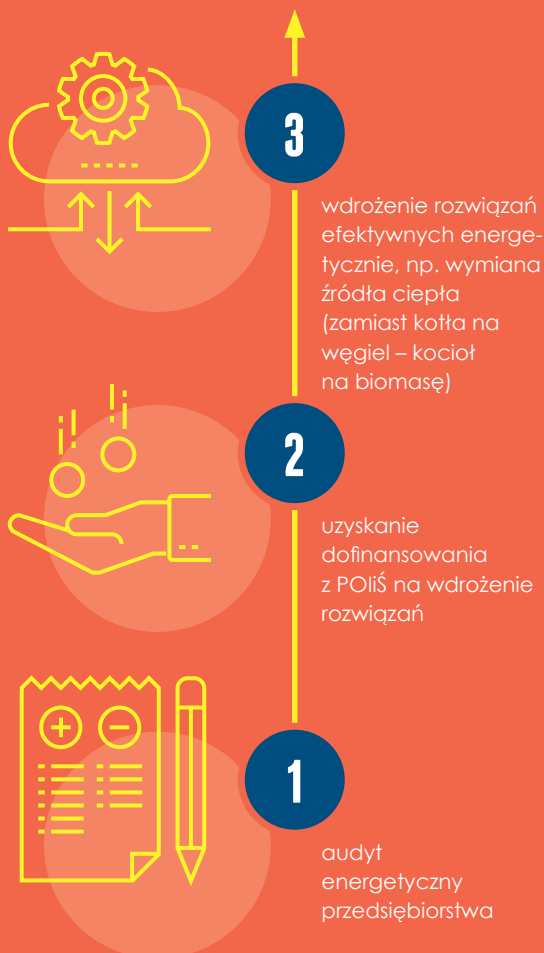 3
wdrożenie rozwiązań
efektywnych energe-
tycznie, np. wymiana
źródła ciepła
(zamiast kotła na
węgiel – kocioł
na biomasę)
2
uzyskanie
dofinansowania
z POIiŚ na wdrożenie
rozwiązań
1
audyt
energetyczny
przedsiębiorstwa